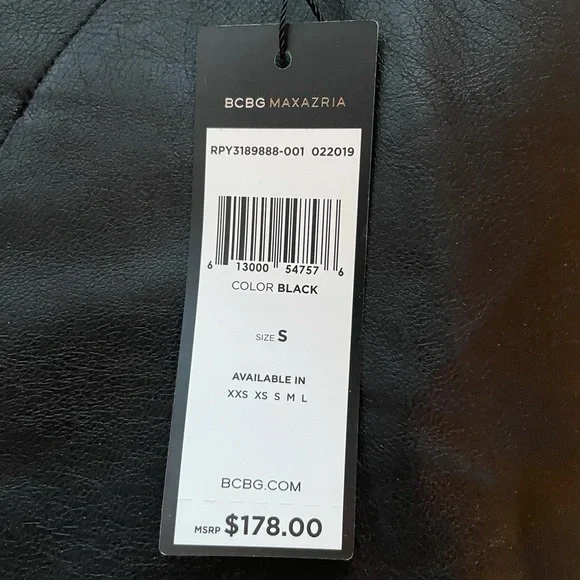 BCBG MAXAZRIA
RPY3189888-001 022019
6 13000 54757 6
COLOR BLACK
SIZE S
AVAILABLE IN
XXS XS S M L
BCBG.COM
MSRP $178.00